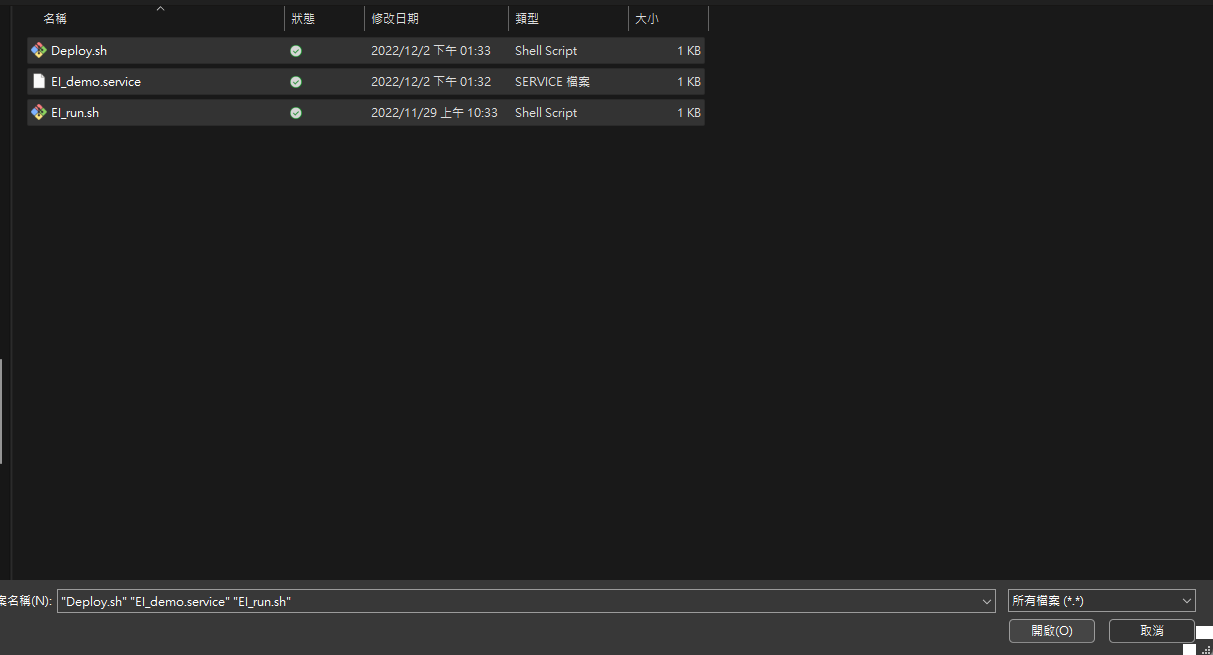 名稱 狀態 修改日期 類型 大小
Deploy.sh 2022/12/2 下午 01:33 Shell Script 1 KB
EI_demo.service 2022/12/2 下午 01:32 SERVICE 檔案 1 KB
EI_run.sh 2022/11/29 上午 10:33 Shell Script 1 KB
案名稱(N): "Deploy.sh" "EI_demo.service" "EI_run.sh" 所有檔案 (*.*)
開啟(O) 取消